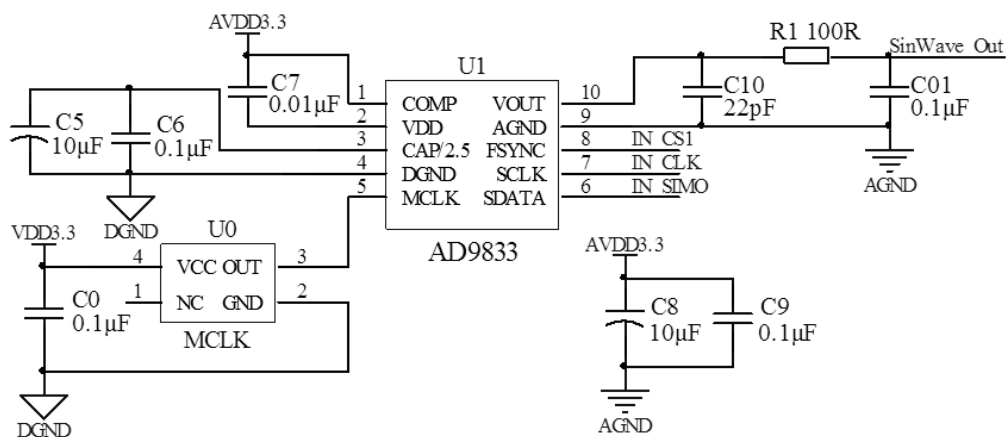 AVDD3.3
C7
0.01μF
C5
10μF
C6
0.1μF
DGND
U1
1
2
3
4
5
COMP
VDD
CAP/2.5
DGND
MCLK
VOUT
AGND
FSYNC
SCLK
SDATA
10
9
8
7
6
AD9833
IN CS1
IN CLK
IN SIMO
R1 100R
SinWave Out
C10
22pF
C01
0.1μF
AGND
VDD3.3
U0
4
1
VCC OUT
NC GND
3
2
MCLK
C0
0.1μF
DGND
AVDD3.3
C8
10μF
C9
0.1μF
AGND